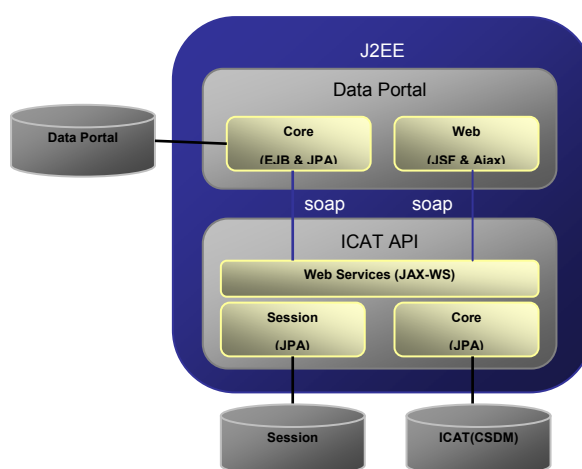 J2EE
Data Portal
Data Portal
Core
(EJB & JPA)
Web
(JSF & Ajax)
soap
soap
ICAT API
Web Services (JAX-WS)
Session
(JPA)
Core
(JPA)
Session
ICAT(CSDM)